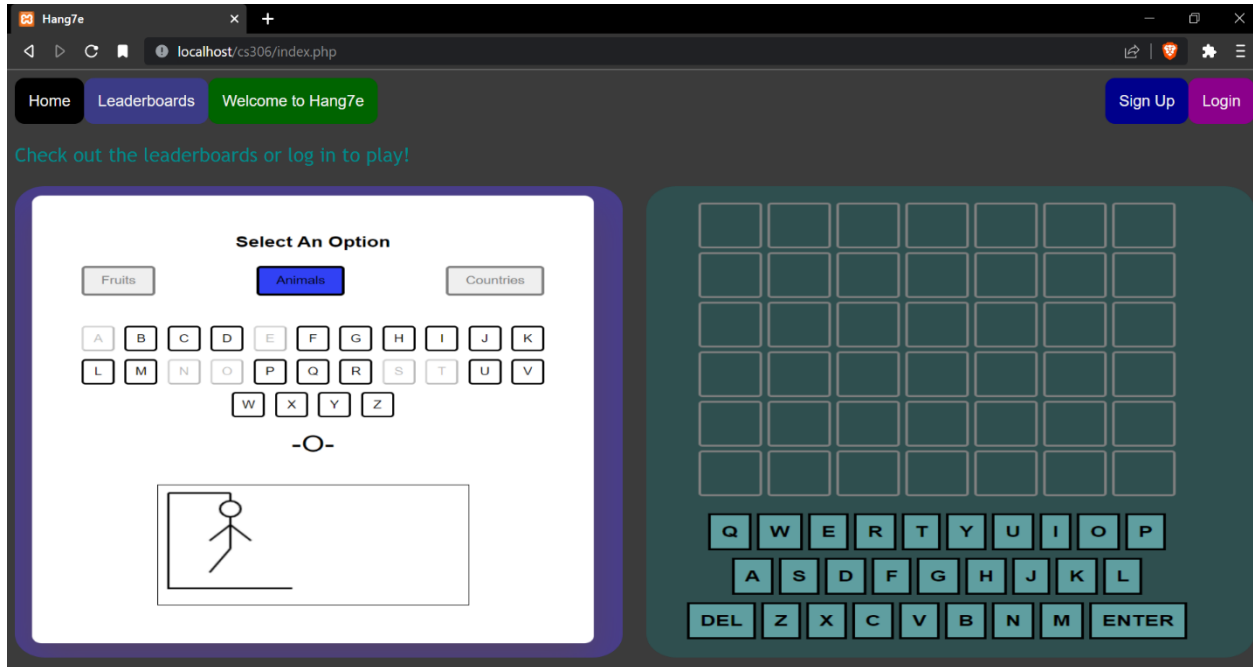 Hang7e
localhost/cs306/index.php
Home Leaderboards Welcome to Hang7e Sign Up Login
Check out the leaderboards or log in to play!
Select An Option
Fruits Animals Countries
A B C D E F G H I J K
L M N O P Q R S T U V
W X Y Z
-O-
Q W E R T Y U I O P
A S D F G H J K L
DEL Z X C V B N M ENTER